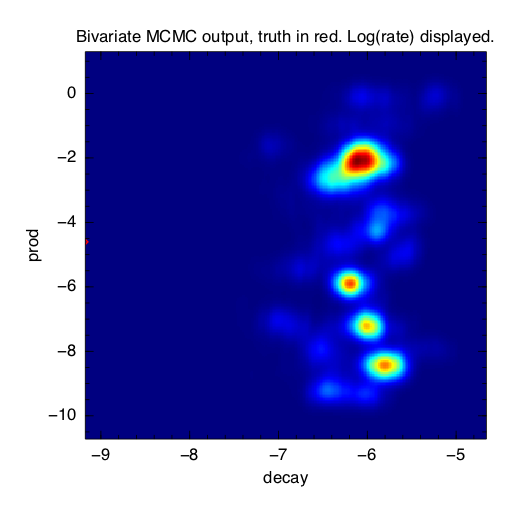 Bivariate MCMC output, truth in red. Log(rate) displayed.
0
−2
−4
prod
−6
−8
−10
−9 −8 −7 −6 −5
decay